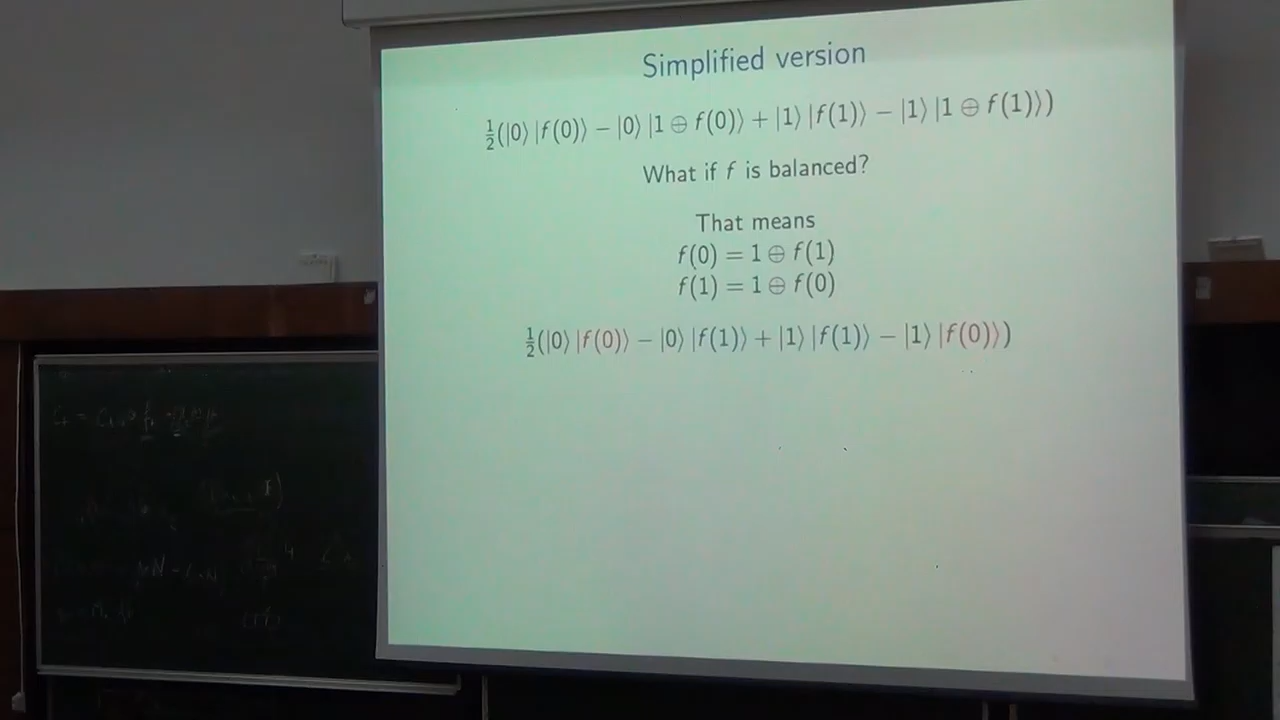 Simplified version
½(|0⟩ |f(0)⟩ − |0⟩ |1 ⊕ f(0)⟩ + |1⟩ |f(1)⟩ − |1⟩ |1 ⊕ f(1)⟩)
What if f is balanced?
That means
f(0) = 1 ⊕ f(1)
f(1) = 1 ⊕ f(0)
½(|0⟩ |f(0)⟩ − |0⟩ |f(1)⟩ + |1⟩ |f(1)⟩ − |1⟩ |f(0)⟩)